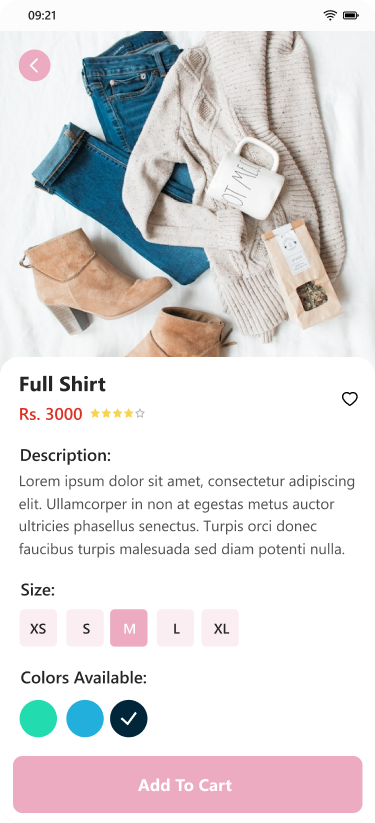 09:21
OT ME
Full Shirt
Rs. 3000
Description:
Lorem ipsum dolor sit amet, consectetur adipiscing
elit. Ullamcorper in non at egestas metus auctor
ultricies phasellus senectus. Turpis orci donec
faucibus turpis malesuada sed diam potenti nulla.
Size:
XS S M L XL
Colors Available:
Add To Cart